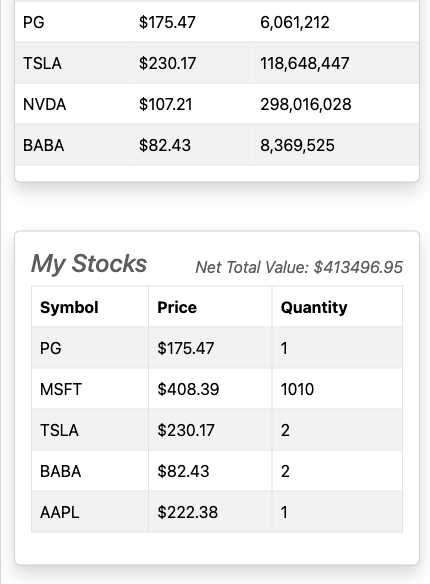 PG $175.47 6,061,212
TSLA $230.17 118,648,447
NVDA $107.21 298,016,028
BABA $82.43 8,369,525
My Stocks Net Total Value: $413496.95
Symbol Price Quantity
PG $175.47 1
MSFT $408.39 1010
TSLA $230.17 2
BABA $82.43 2
AAPL $222.38 1